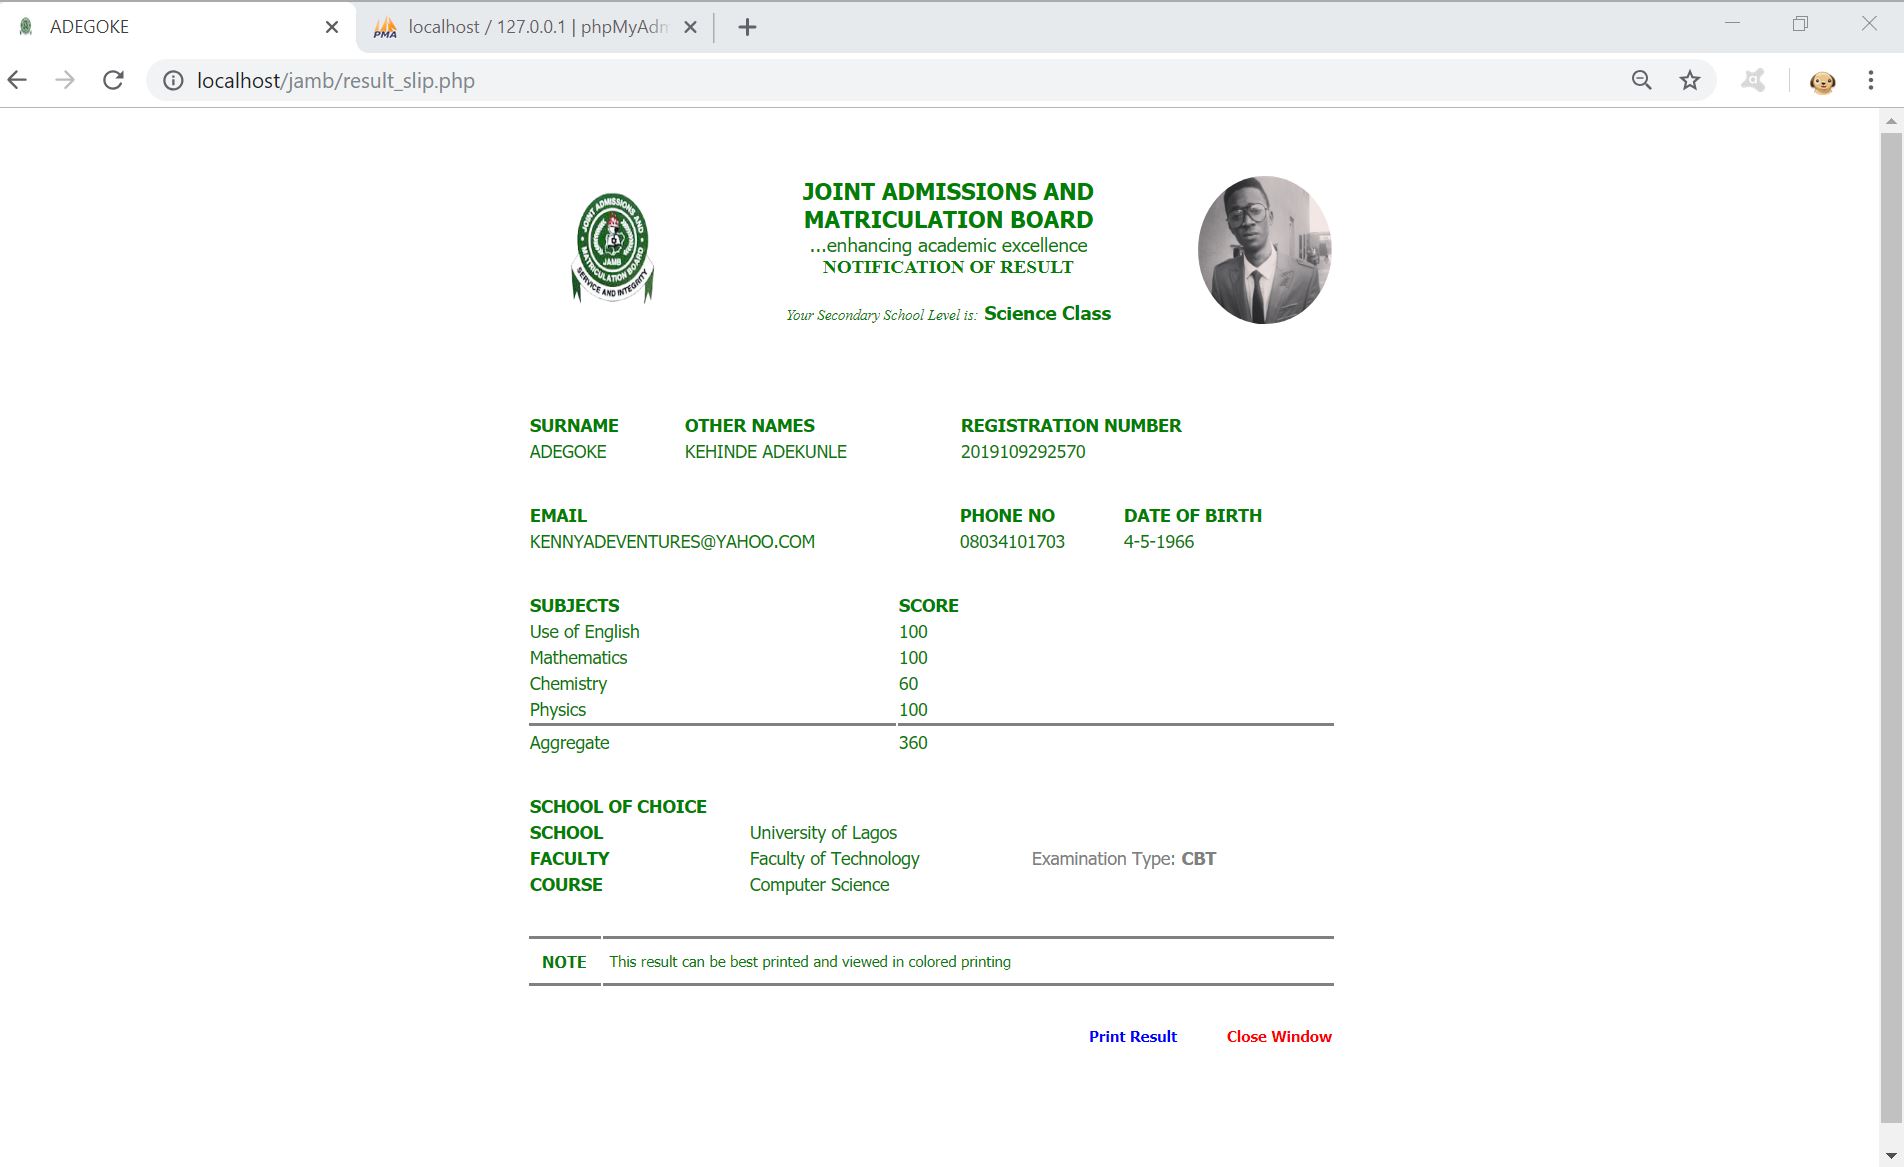 ADEGOKE
PMA localhost / 127.0.0.1 | phpMyAdm
localhost/jamb/result_slip.php
JOINT ADMISSIONS AND MATRICULATION BOARD
JAMB
SERVICE AND INTEGRITY
JOINT ADMISSIONS AND
MATRICULATION BOARD
...enhancing academic excellence
NOTIFICATION OF RESULT
Your Secondary School Level is: Science Class
SURNAME OTHER NAMES REGISTRATION NUMBER
ADEGOKE KEHINDE ADEKUNLE 2019109292570
EMAIL PHONE NO DATE OF BIRTH
KENNYADEVENTURES@YAHOO.COM 08034101703 4-5-1966
SUBJECTS SCORE
Use of English 100
Mathematics 100
Chemistry 60
Physics 100
Aggregate 360
SCHOOL OF CHOICE
SCHOOL University of Lagos
FACULTY Faculty of Technology Examination Type: CBT
COURSE Computer Science
NOTE This result can be best printed and viewed in colored printing
Print Result Close Window